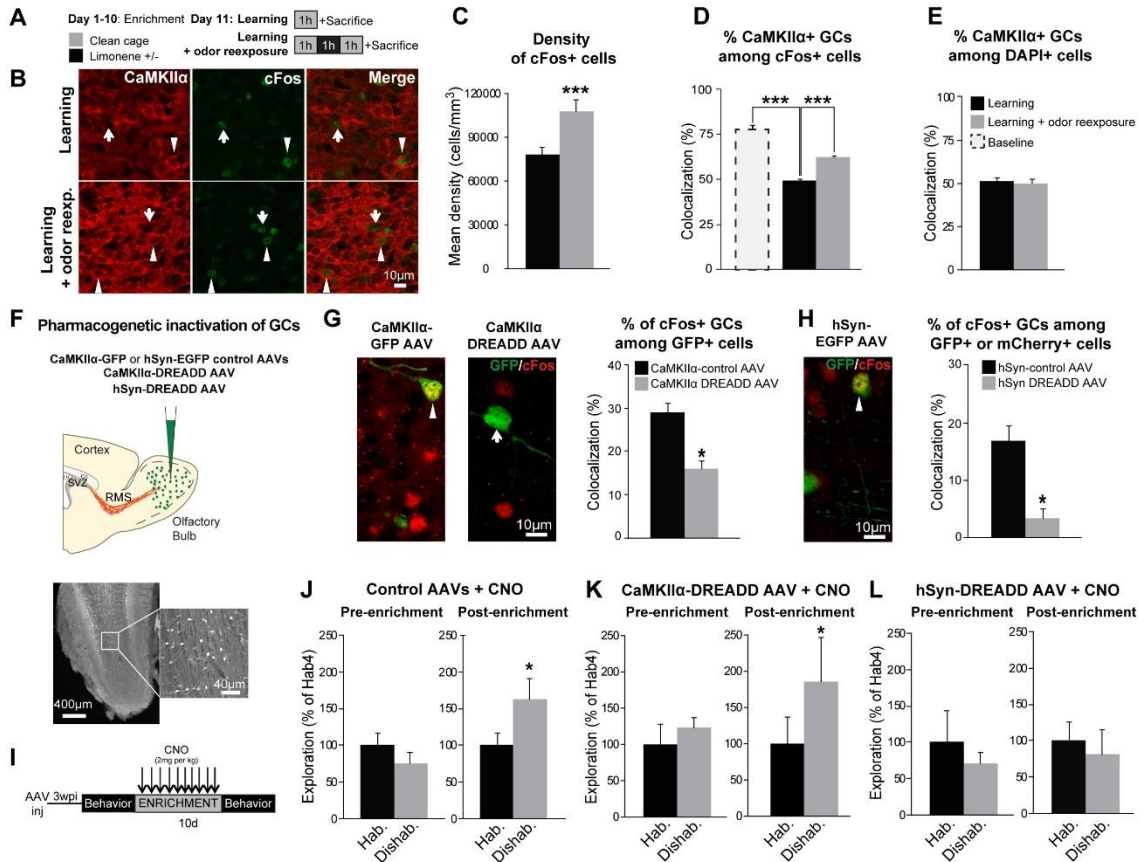 A
Day 1-10: Enrichment
Clean cage
Limonene +/-
Day 11: Learning
1h
+Sacrifice
Learning
+ odor reexposure
1h 1h 1h
+Sacrifice
B
CaMKIIα
cFos
Merge
Learning
Learning
+ odor reexp.
10μm
C
Density
of cFos+ cells
Mean density (cells/mm³)
120000
90000
60000
30000
0
***
D
% CaMKIIα+ GCs
among cFos+ cells
Colocalization (%)
100
75
50
25
0
***
***
E
% CaMKIIα+ GCs
among DAPI+ cells
Colocalization (%)
100
75
50
25
0
Learning
Learning + odor reexposure
Baseline
F
Pharmacogenetic inactivation of GCs
CaMKIIα-GFP or hSyn-EGFP control AAVs
CaMKIIα-DREADD AAV
hSyn-DREADD AAV
Cortex
SVZ
RMS
Olfactory
Bulb
400μm
40μm
G
CaMKIIα-
GFP AAV
CaMKIIα
DREADD AAV
GFP/cFos
10μm
% of cFos+ GCs
among GFP+ cells
CaMKIIα-control AAV
CaMKIIα DREADD AAV
Colocalization (%)
40
30
20
10
0
*
H
hSyn-
EGFP AAV
GFP/cFos
10μm
% of cFos+ GCs among
GFP+ or mCherry+ cells
hSyn-control AAV
hSyn DREADD AAV
Colocalization (%)
30
20
10
0
*
I
CNO
(2mg per kg)
AAV 3wpi
inj
Behavior
ENRICHMENT
Behavior
10d
J
Control AAVs + CNO
Pre-enrichment
Post-enrichment
Exploration (% of Hab4)
250
200
150
100
50
0
*
Hab.
Dishab.
Hab.
Dishab.
K
CaMKIIα-DREADD AAV + CNO
Pre-enrichment
Post-enrichment
Exploration (% of Hab4)
250
200
150
100
50
0
*
Hab.
Dishab.
Hab.
Dishab.
L
hSyn-DREADD AAV + CNO
Pre-enrichment
Post-enrichment
Exploration (% of Hab4)
250
200
150
100
50
0
Hab.
Dishab.
Hab.
Dishab.